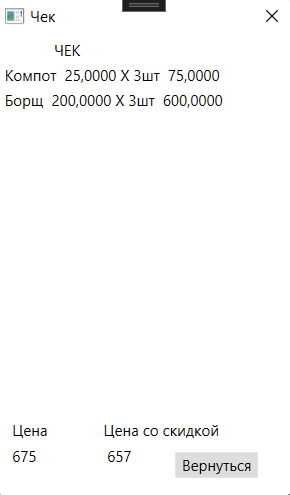 Чек
ЧЕК
Компот 25,0000 X 3шт 75,0000
Борщ 200,0000 X 3шт 600,0000
Цена Цена со скидкой
675 657
Вернуться